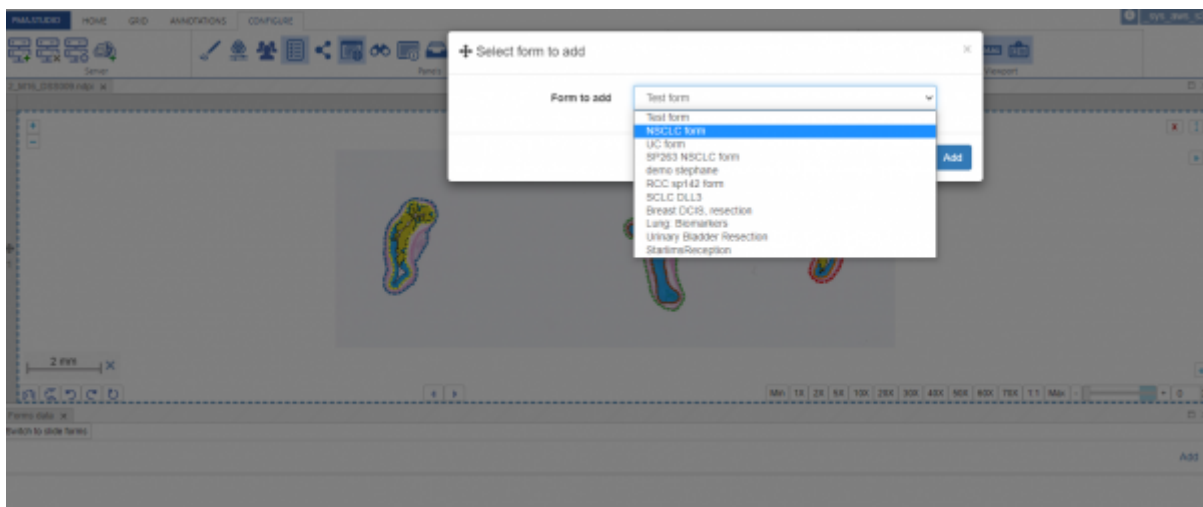 PMA.STUDIO HOME GRID ANNOTATIONS CONFIGURE
Server
Panels
Viewport
Select form to add ×
Form to add Test form
Test form
NSCLC form
UC form
SP263 NSCLC form
demo stephane
RCC sp142 form
SCLC DLL3
Breast DCIS, resection
Lung. Biomarkers
Urinary Bladder Resection
StarlimsReception
Add
2 mm
Min 1X 2X 5X 10X 20X 30X 40X 50X 60X 70X 1:1 Max - + 0
Forms data x
Switch to slide forms
Add